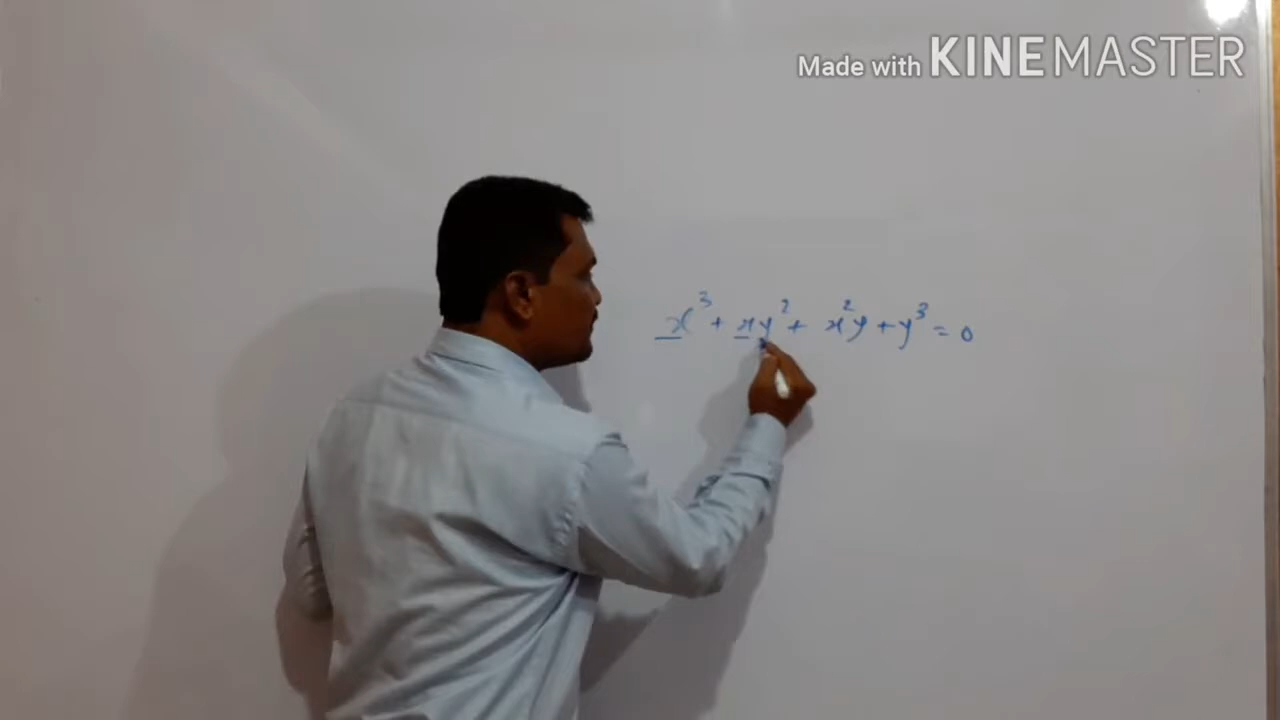 Made with KINEMASTER
x³ + xy² + x²y + y³ = 0